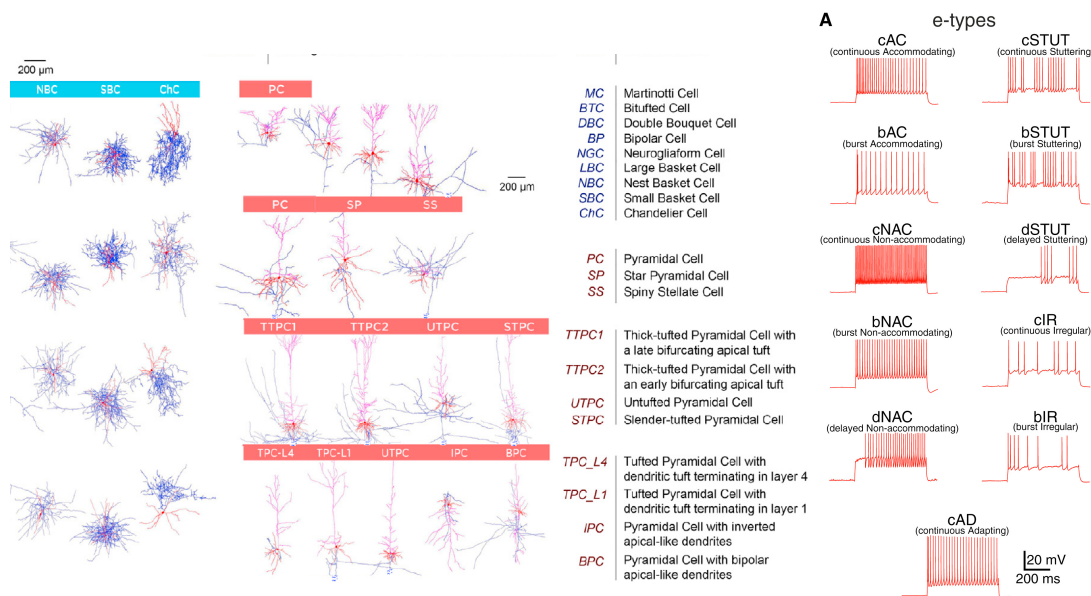 200 µm
NBC SBC ChC
PC
200 µm
PC SP SS
TTPC1 TTPC2 UTPC STPC
TPC-L4 TPC-L1 UTPC IPC BPC
MC Martinotti Cell
BTC Bitufted Cell
DBC Double Bouquet Cell
BP Bipolar Cell
NGC Neurogliaform Cell
LBC Large Basket Cell
NBC Nest Basket Cell
SBC Small Basket Cell
ChC Chandelier Cell
PC Pyramidal Cell
SP Star Pyramidal Cell
SS Spiny Stellate Cell
TTPC1 Thick-tufted Pyramidal Cell with
a late bifurcating apical tuft
TTPC2 Thick-tufted Pyramidal Cell with
an early bifurcating apical tuft
UTPC Untufted Pyramidal Cell
STPC Slender-tufted Pyramidal Cell
TPC_L4 Tufted Pyramidal Cell with
dendritic tuft terminating in layer 4
TPC_L1 Tufted Pyramidal Cell with
dendritic tuft terminating in layer 1
IPC Pyramidal Cell with inverted
apical-like dendrites
BPC Pyramidal Cell with bipolar
apical-like dendrites
A e-types
cAC
(continuous Accommodating)
cSTUT
(continuous Stuttering)
bAC
(burst Accommodating)
bSTUT
(burst Stuttering)
cNAC
(continuous Non-accommodating)
dSTUT
(delayed Stuttering)
bNAC
(burst Non-accommodating)
cIR
(continuous Irregular)
dNAC
(delayed Non-accommodating)
bIR
(burst Irregular)
cAD
(continuous Adapting)
20 mV
200 ms